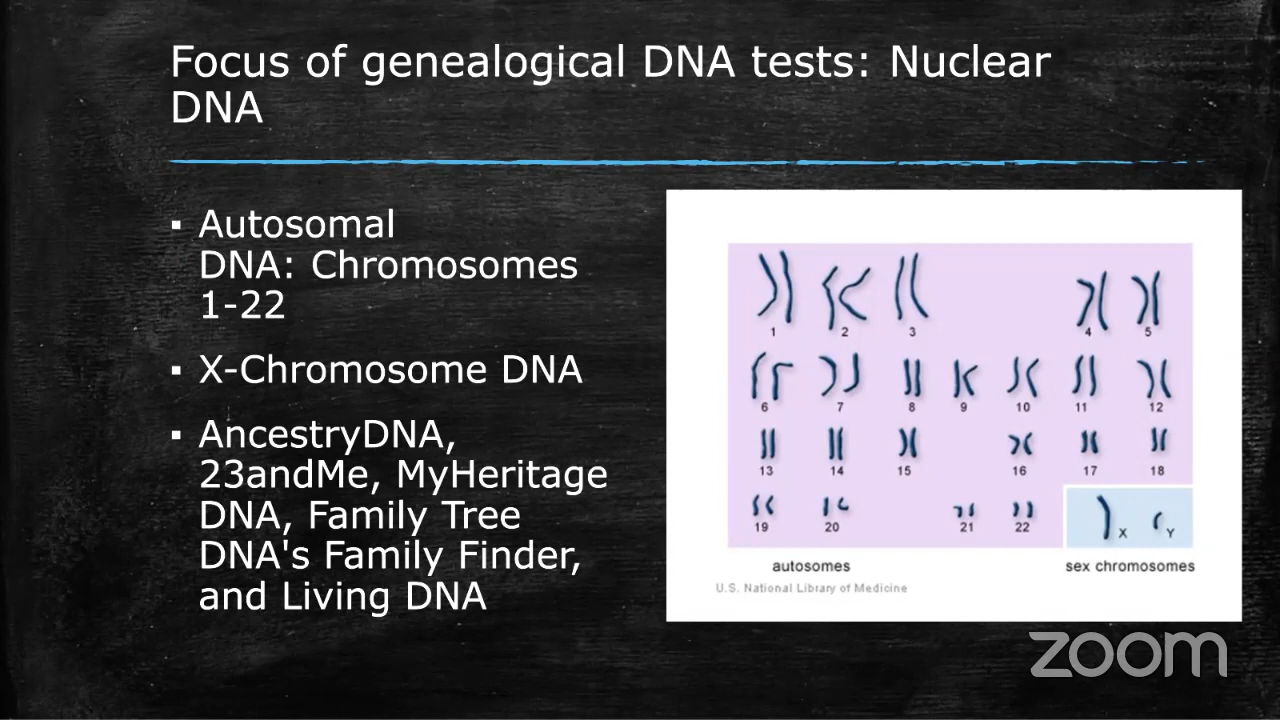 Focus of genealogical DNA tests: Nuclear
DNA
▪ Autosomal
DNA: Chromosomes
1-22
▪ X-Chromosome DNA
▪ AncestryDNA,
23andMe, MyHeritage
DNA, Family Tree
DNA's Family Finder,
and Living DNA
1 2 3 4 5
6 7 8 9 10 11 12
13 14 15 16 17 18
19 20 21 22 X Y
autosomes sex chromosomes
U.S. National Library of Medicine
zoom